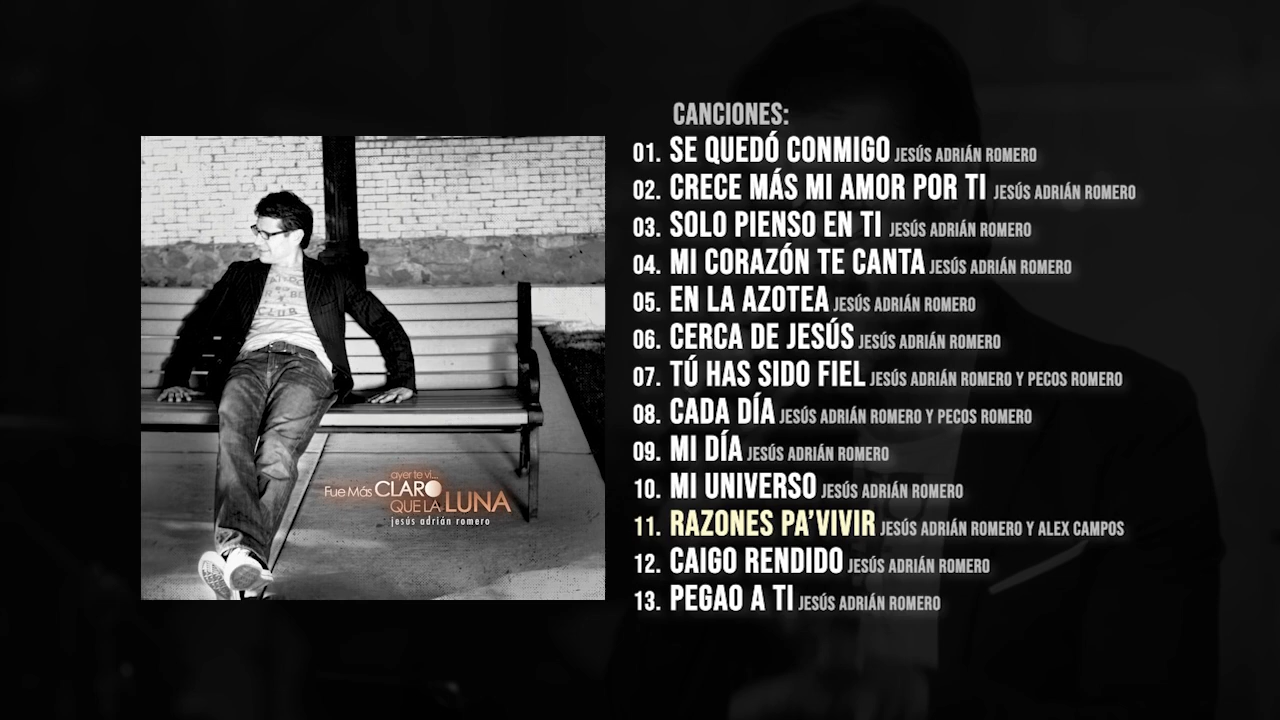 CANCIONES:
01. SE QUEDÓ CONMIGO JESÚS ADRIÁN ROMERO
02. CRECE MÁS MI AMOR POR TI JESÚS ADRIÁN ROMERO
03. SOLO PIENSO EN TI JESÚS ADRIÁN ROMERO
04. MI CORAZÓN TE CANTA JESÚS ADRIÁN ROMERO
05. EN LA AZOTEA JESÚS ADRIÁN ROMERO
06. CERCA DE JESÚS JESÚS ADRIÁN ROMERO
07. TÚ HAS SIDO FIEL JESÚS ADRIÁN ROMERO Y PECOS ROMERO
08. CADA DÍA JESÚS ADRIÁN ROMERO Y PECOS ROMERO
09. MI DÍA JESÚS ADRIÁN ROMERO
10. MI UNIVERSO JESÚS ADRIÁN ROMERO
11. RAZONES PA'VIVIR JESÚS ADRIÁN ROMERO Y ALEX CAMPOS
12. CAIGO RENDIDO JESÚS ADRIÁN ROMERO
13. PEGAO A TI JESÚS ADRIÁN ROMERO
ayer te vi...
Fue Más CLARO
QUE LA LUNA
jesús adrián romero
CLUB